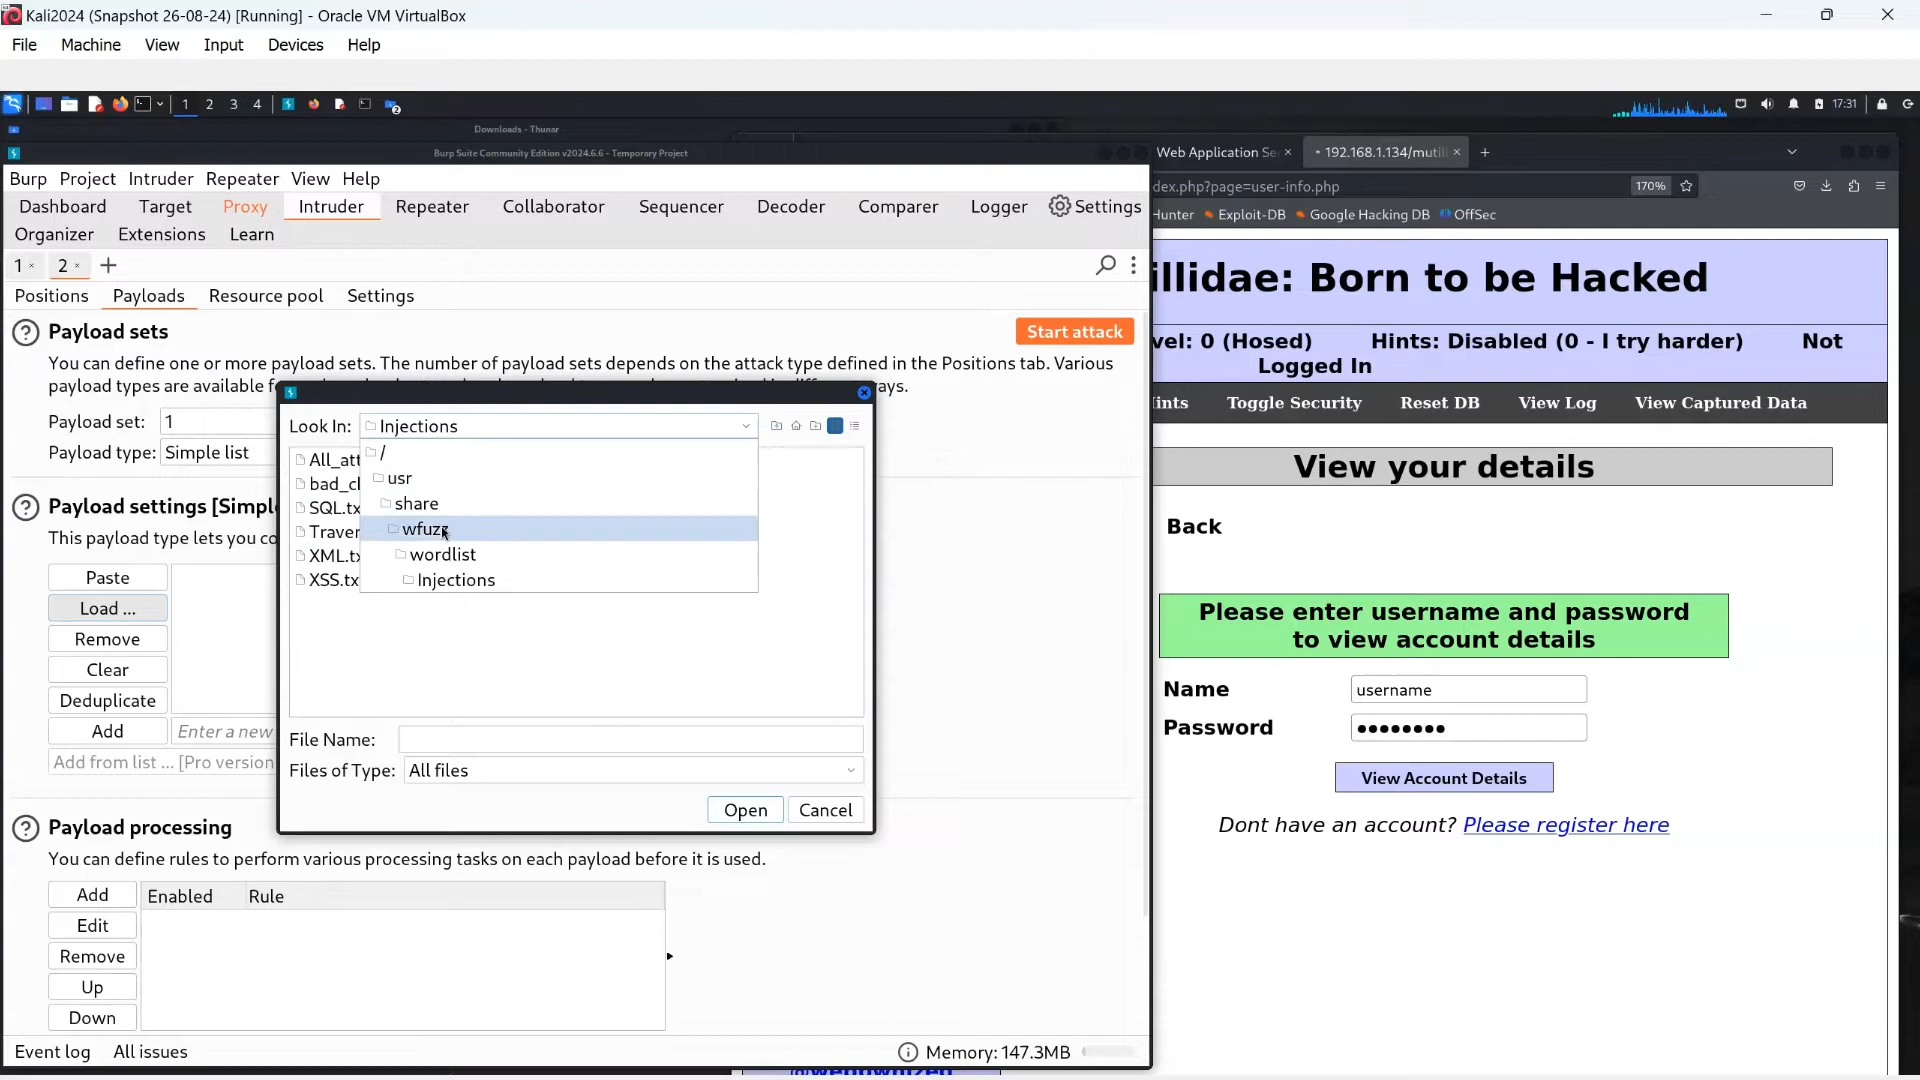 Kali2024 (Snapshot 26-08-24) [Running] - Oracle VM VirtualBox
File Machine View Input Devices Help
1 2 3 4
2
17:31
Downloads - Thunar
Burp Suite Community Edition v2024.6.6 - Temporary Project
Burp Project Intruder Repeater View Help
Dashboard Target Proxy Intruder Repeater Collaborator Sequencer Decoder Comparer Logger Settings
Organizer Extensions Learn
1 × 2 × +
Positions Payloads Resource pool Settings
Payload sets
Start attack
You can define one or more payload sets. The number of payload sets depends on the attack type defined in the Positions tab. Various
payload types are available f
ays.
Payload set: 1
Payload type: Simple list
Payload settings [Simpl
This payload type lets you co
Paste
Load ...
Remove
Clear
Deduplicate
Add Enter a new
Add from list ... [Pro version
Look In: Injections
/
usr
share
wfuzz
wordlist
Injections
All_att
bad_ch
SQL.tx
Traver
XML.tx
XSS.tx
File Name:
Files of Type: All files
Open Cancel
Payload processing
You can define rules to perform various processing tasks on each payload before it is used.
Add
Edit
Remove
Up
Down
Enabled Rule
Event log All issues
Memory: 147.3MB
Web Application Se × 192.168.1.134/mutill × +
dex.php?page=user-info.php
170%
Hunter Exploit-DB Google Hacking DB OffSec
illidae: Born to be Hacked
vel: 0 (Hosed) Hints: Disabled (0 - I try harder) Not
Logged In
ints Toggle Security Reset DB View Log View Captured Data
View your details
Back
Please enter username and password
to view account details
Name username
Password ●●●●●●●●
View Account Details
Dont have an account? Please register here